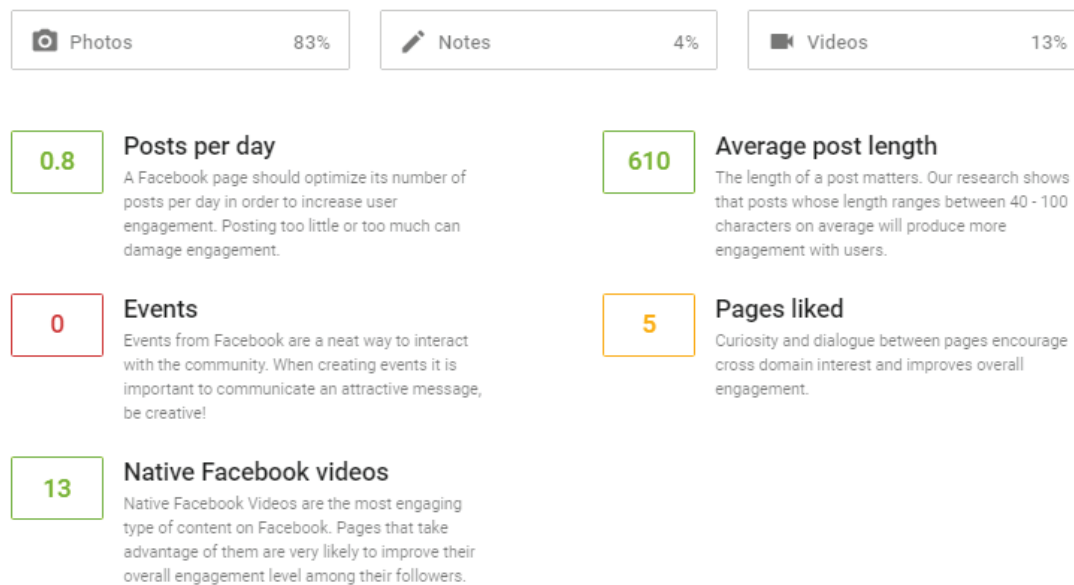 Photos 83%
Notes 4%
Videos 13%
0.8
Posts per day
A Facebook page should optimize its number of
posts per day in order to increase user
engagement. Posting too little or too much can
damage engagement.
610
Average post length
The length of a post matters. Our research shows
that posts whose length ranges between 40 - 100
characters on average will produce more
engagement with users.
0
Events
Events from Facebook are a neat way to interact
with the community. When creating events it is
important to communicate an attractive message,
be creative!
5
Pages liked
Curiosity and dialogue between pages encourage
cross domain interest and improves overall
engagement.
13
Native Facebook videos
Native Facebook Videos are the most engaging
type of content on Facebook. Pages that take
advantage of them are very likely to improve their
overall engagement level among their followers.